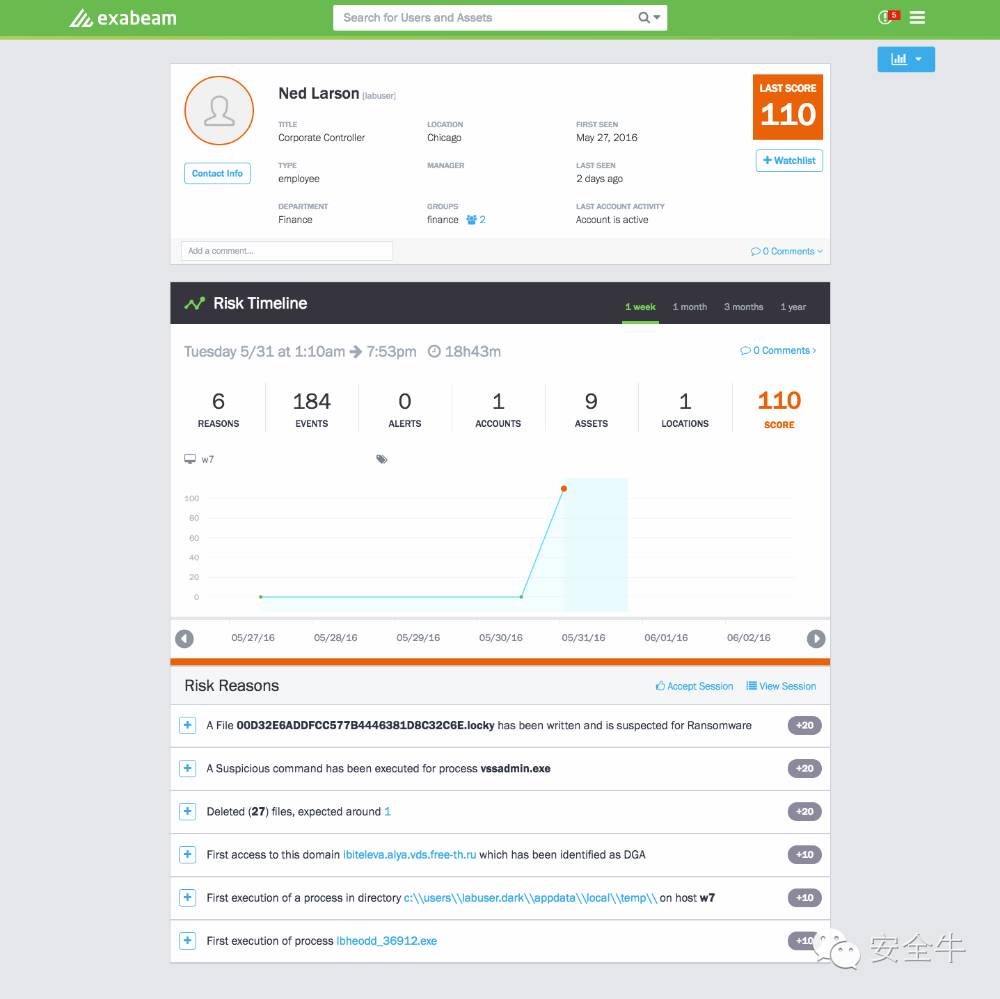 exabeam
Search for Users and Assets
5
Ned Larson [labuser]
LAST SCORE
110
TITLE LOCATION FIRST SEEN
Corporate Controller Chicago May 27, 2016
+ Watchlist
TYPE MANAGER LAST SEEN
Contact Info
employee 2 days ago
DEPARTMENT GROUPS LAST ACCOUNT ACTIVITY
Finance finance 2 Account is active
Add a comment... 0 Comments
Risk Timeline 1 week 1 month 3 months 1 year
Tuesday 5/31 at 1:10am → 7:53pm 18h43m 0 Comments >
6 184 0 1 9 1 110
REASONS EVENTS ALERTS ACCOUNTS ASSETS LOCATIONS SCORE
w7
100
80
60
40
20
0
05/27/16 05/28/16 05/29/16 05/30/16 05/31/16 06/01/16 06/02/16
Risk Reasons Accept Session View Session
+ A File 00D32E6ADDFCC577B4446381D8C32C6E.locky has been written and is suspected for Ransomware +20
+ A Suspicious command has been executed for process vssadmin.exe +20
+ Deleted (27) files, expected around 1 +20
+ First access to this domain ibiteleva.alya.vds.free-th.ru which has been identified as DGA +10
+ First execution of a process in directory c:\\users\\labuser.dark\\appdata\\local\\temp\\ on host w7 +10
+ First execution of process lbheodd_36912.exe +10
安全牛